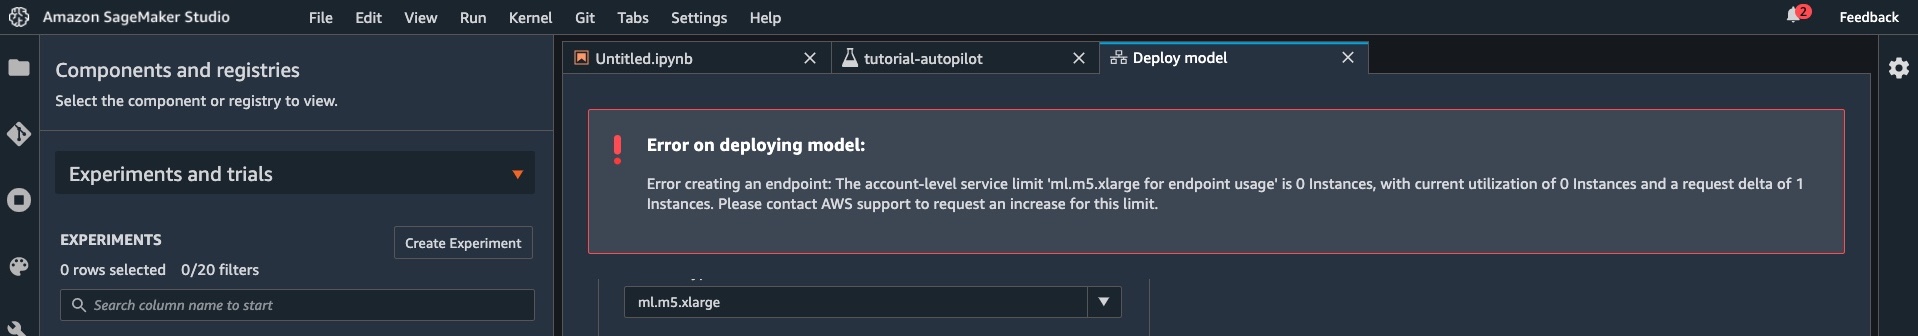 Amazon SageMaker Studio File Edit View Run Kernel Git Tabs Settings Help 2 Feedback
Components and registries
Select the component or registry to view.
Experiments and trials
EXPERIMENTS
Create Experiment
0 rows selected 0/20 filters
Search column name to start
Untitled.ipynb tutorial-autopilot Deploy model
Error on deploying model:
Error creating an endpoint: The account-level service limit 'ml.m5.xlarge for endpoint usage' is 0 Instances, with current utilization of 0 Instances and a request delta of 1
Instances. Please contact AWS support to request an increase for this limit.
ml.m5.xlarge